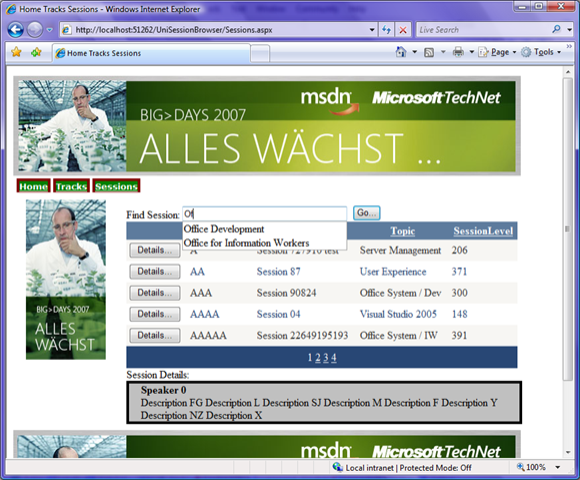 Home Tracks Sessions - Windows Internet Explorer
http://localhost:51262/UniSessionBrowser/Sessions.aspx
Live Search
Home Tracks Sessions
Page
Tools
msdn
Microsoft TechNet
BIG>DAYS 2007
ALLES WÄCHST ...
Home Tracks Sessions
Find Session: Of Go...
Office Development
Office for Information Workers
Topic SessionLevel
Details... A Session 727910 test Server Management 206
Details... AA Session 87 User Experience 371
Details... AAA Session 90824 Office System / Dev 300
Details... AAAA Session 04 Visual Studio 2005 148
Details... AAAAA Session 22649195193 Office System / IW 391
1 2 3 4
BIG>DAYS 2007
ALLES
WÄCHST
Session Details:
Speaker 0
Description FG Description L Description SJ Description M Description F Description Y
Description NZ Description X
msdn
Microsoft TechNet
Local intranet | Protected Mode: Off
100%